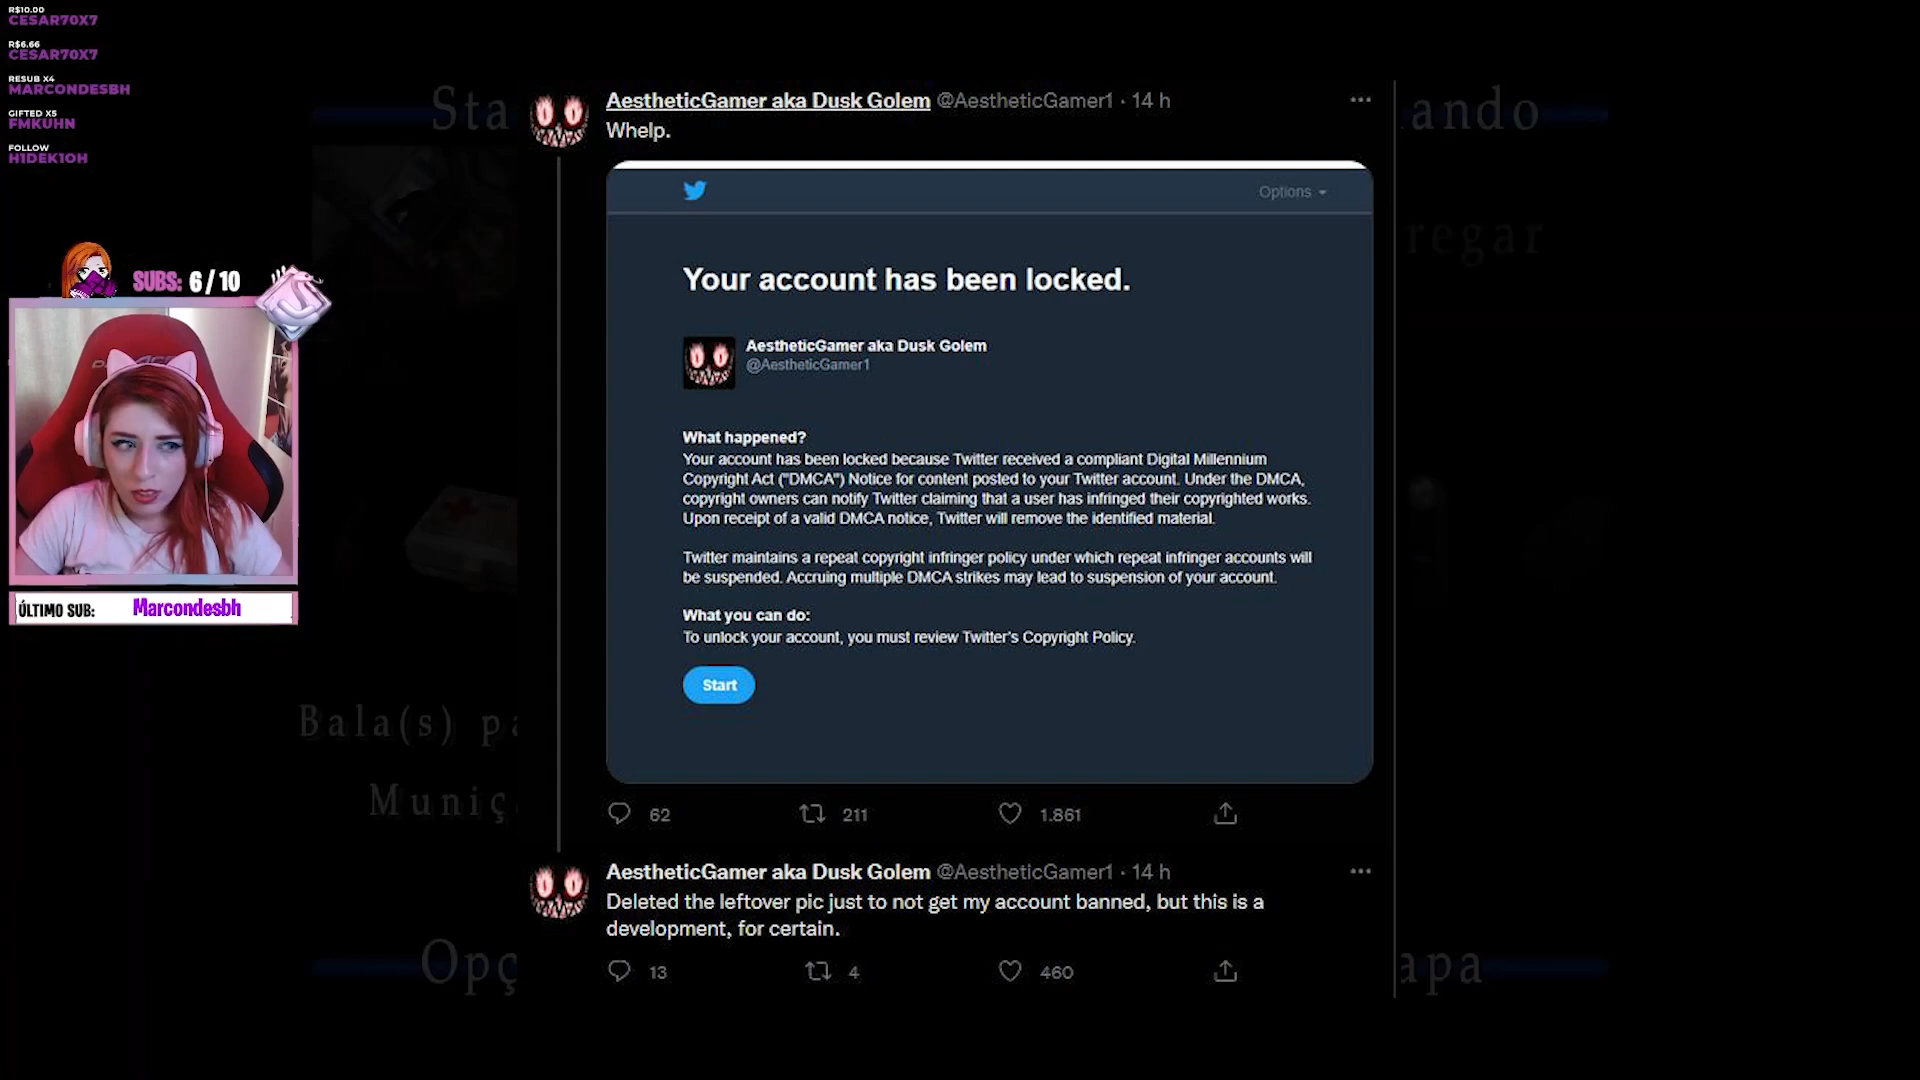 R$10.00
CESAR70X7
R$6.66
CESAR70X7
RESUB X4
MARCONDESBH
GIFTED X5
FMKUHN
FOLLOW
H1DEK1OH
SUBS: 6 / 10
ÚLTIMO SUB: Marcondesbh
Sta
ando
regar
Bala(s) pa
Muniç
Opç
apa
AestheticGamer aka Dusk Golem @AestheticGamer1 · 14 h
Whelp.
Options
Your account has been locked.
AestheticGamer aka Dusk Golem
@AestheticGamer1
What happened?
Your account has been locked because Twitter received a compliant Digital Millennium
Copyright Act ("DMCA") Notice for content posted to your Twitter account. Under the DMCA,
copyright owners can notify Twitter claiming that a user has infringed their copyrighted works.
Upon receipt of a valid DMCA notice, Twitter will remove the identified material.
Twitter maintains a repeat copyright infringer policy under which repeat infringer accounts will
be suspended. Accruing multiple DMCA strikes may lead to suspension of your account.
What you can do:
To unlock your account, you must review Twitter's Copyright Policy.
Start
62 211 1.861
AestheticGamer aka Dusk Golem @AestheticGamer1 · 14 h
Deleted the leftover pic just to not get my account banned, but this is a
development, for certain.
13 4 460